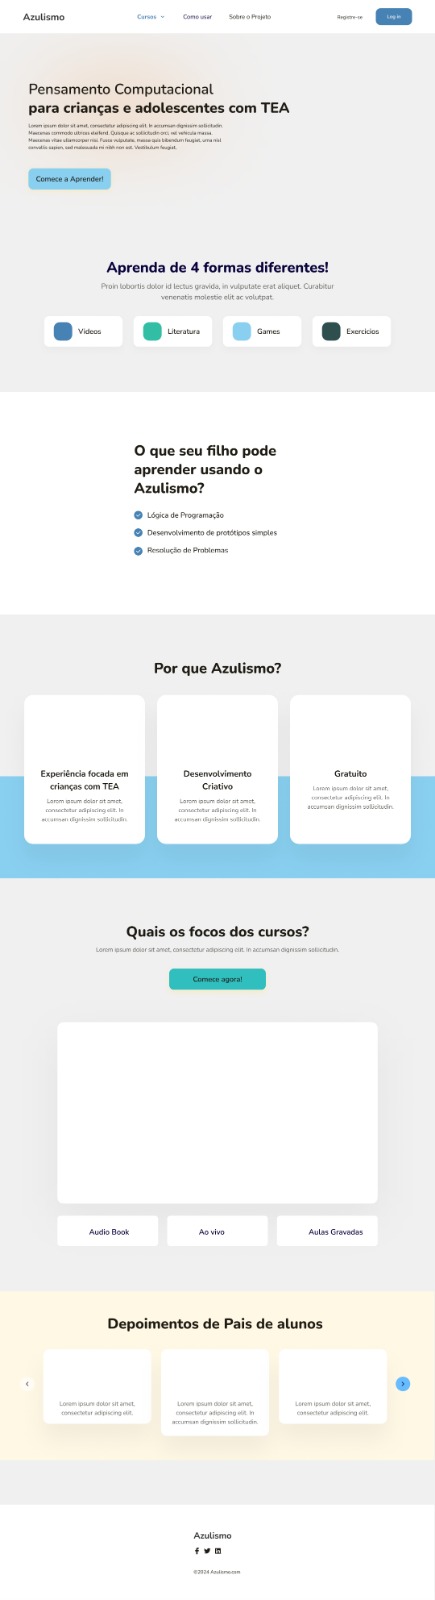 Azulismo
Cursos
Como usar
Sobre o Projeto
Registre-se
Log in
Pensamento Computacional
para crianças e adolescentes com TEA
Lorem ipsum dolor sit amet, consectetur adipiscing elit. In accumsan dignissim sollicitudin.
Maecenas commodo ultrices eleifend. Quisque ac sollicitudin orci, vel vehicula massa.
Maecenas vitae ullamcorper nisi. Fusce vulputate, massa quis bibendum feugiat, urna nisl
convallis sapien, sed malesuada mi nibh non est. Vestibulum feugiat.
Comece a Aprender!
Aprenda de 4 formas diferentes!
Proin lobortis dolor id lectus gravida, in vulputate erat aliquet. Curabitur
venenatis molestie elit ac volutpat.
Vídeos
Literatura
Games
Exercícios
O que seu filho pode
aprender usando o
Azulismo?
Lógica de Programação
Desenvolvimento de protótipos simples
Resolução de Problemas
Por que Azulismo?
Experiência focada em
crianças com TEA
Lorem ipsum dolor sit amet,
consectetur adipiscing elit. In
accumsan dignissim sollicitudin.
Desenvolvimento
Criativo
Lorem ipsum dolor sit amet,
consectetur adipiscing elit. In
accumsan dignissim sollicitudin.
Gratuito
Lorem ipsum dolor sit amet,
consectetur adipiscing elit. In
accumsan dignissim sollicitudin.
Quais os focos dos cursos?
Lorem ipsum dolor sit amet, consectetur adipiscing elit. In accumsan dignissim sollicitudin.
Comece agora!
Audio Book
Ao vivo
Aulas Gravadas
Depoimentos de Pais de alunos
Lorem ipsum dolor sit amet,
consectetur adipiscing elit.
Lorem ipsum dolor sit amet,
consectetur adipiscing elit. In
accumsan dignissim sollicitudin.
Lorem ipsum dolor sit amet,
consectetur adipiscing elit.
Azulismo
©2024 Azulismo.com